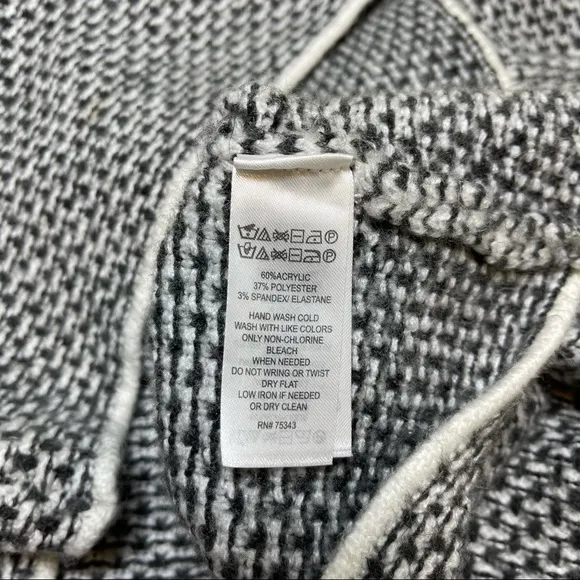 60%ACRYLIC
37% POLYESTER
3% SPANDEX/ ELASTANE
HAND WASH COLD
WASH WITH LIKE COLORS
ONLY NON-CHLORINE
BLEACH
WHEN NEEDED
DO NOT WRING OR TWIST
DRY FLAT
LOW IRON IF NEEDED
OR DRY CLEAN
RN# 75343